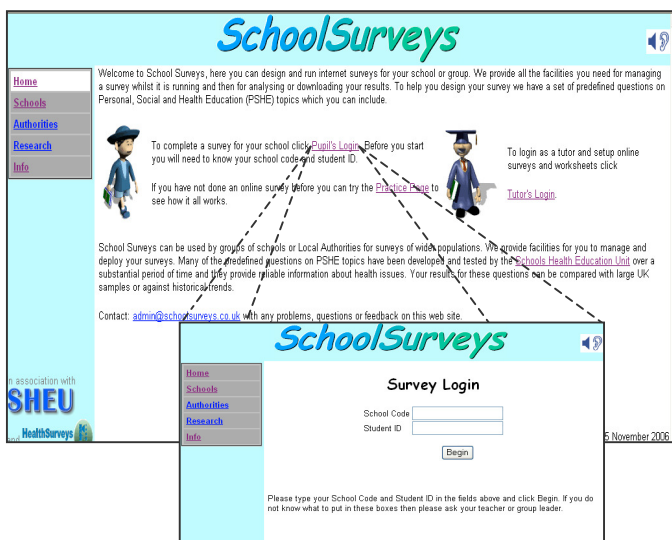 SchoolSurveys
Home
Schools
Authorities
Research
Info
Welcome to School Surveys, here you can design and run internet surveys for your school or group. We provide all the facilities you need for managing
a survey whilst it is running and then for analysing or downloading your results. To help you design your survey we have a set of predefined questions on
Personal, Social and Health Education (PSHE) topics which you can include.
To complete a survey for your school click Pupil's Login. Before you start
you will need to know your school code and student ID.
If you have not done an online survey before you can try the Practice Page to
see how it all works.
To login as a tutor and setup online
surveys and worksheets click
Tutor's Login.
School Surveys can be used by groups of schools or Local Authorities for surveys of wider populations. We provide facilities for you to manage and
deploy your surveys. Many of the predefined questions on PSHE topics have been developed and tested by the Schools Health Education Unit over a
substantial period of time and they provide reliable information about health issues. Your results for these questions can be compared with large UK
samples or against historical trends.
Contact: admin@schoolsurveys.co.uk with any problems, questions or feedback on this web site.
n association with
SHEU
and HealthSurveys
5 November 2006
SchoolSurveys
Home
Schools
Authorities
Research
Info
Survey Login
School Code
Student ID
Begin
Please type your School Code and Student ID in the fields above and click Begin. If you do
not know what to put in these boxes then please ask your teacher or group leader.